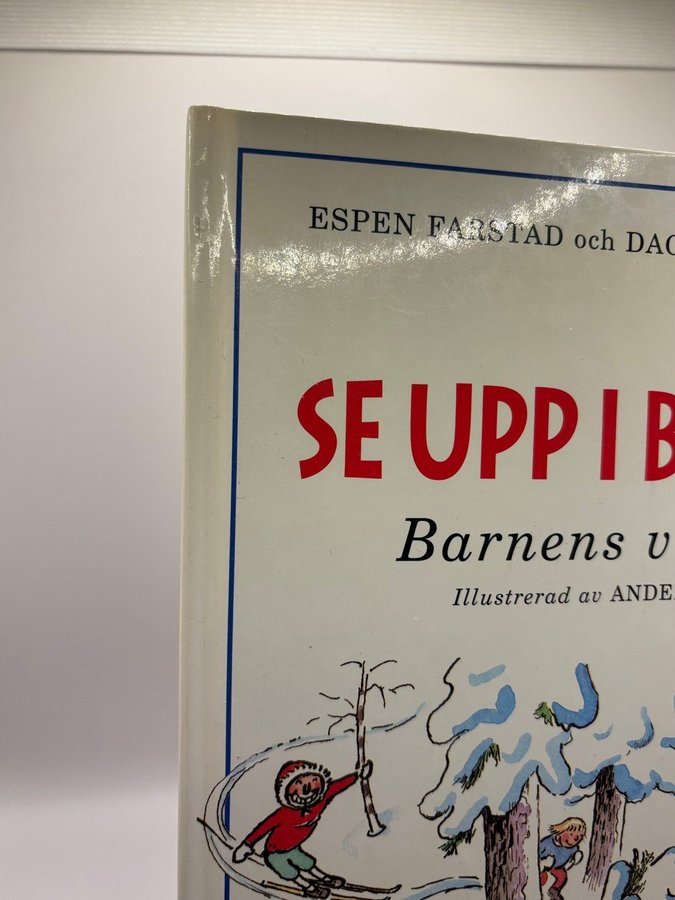 ESPEN FARSTAD och DAG
SE UPP I B
Barnens v
Illustrerad av ANDE